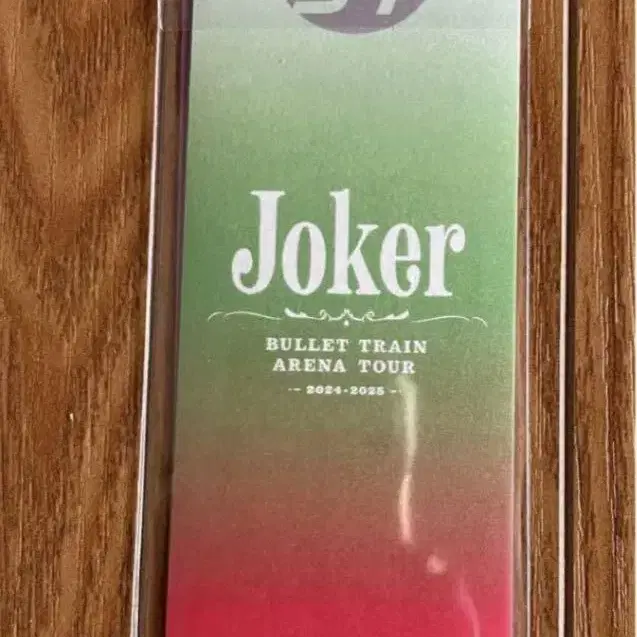 Joker
BULLET TRAIN
ARENA TOUR
2024-2025